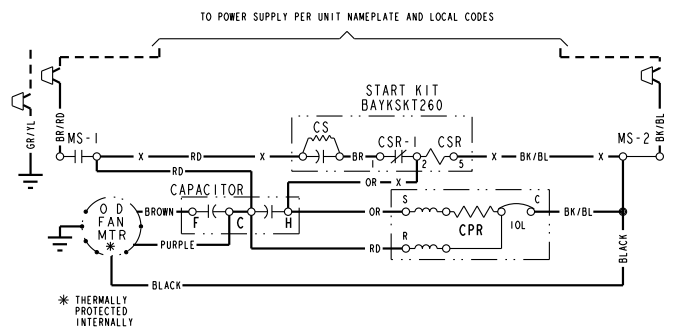 TO POWER SUPPLY PER UNIT NAMEPLATE AND LOCAL CODES
GR/YL
BR/RD
BK/BL
START KIT
BAYKSKT260
MS-1
CS
CSR-1
CSR
MS-2
X
RD
X
BR
1
2
5
X
BK/BL
X
RD
OR
X
CAPACITOR
O D
FAN
MTR
*
BROWN
F
C
H
OR
S
C
CPR
IOL
BK/BL
PURPLE
RD
R
BLACK
BLACK
* THERMALLY
PROTECTED
INTERNALLY